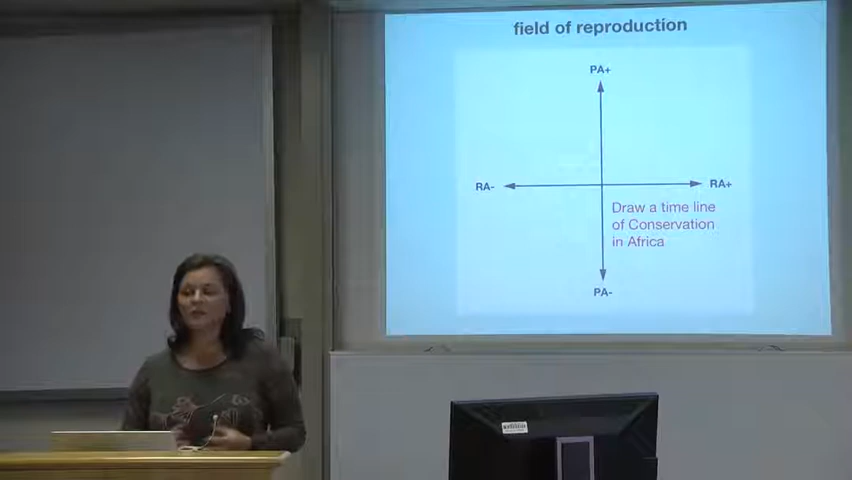 field of reproduction
PA+
RA-
RA+
Draw a time line
of Conservation
in Africa
PA-